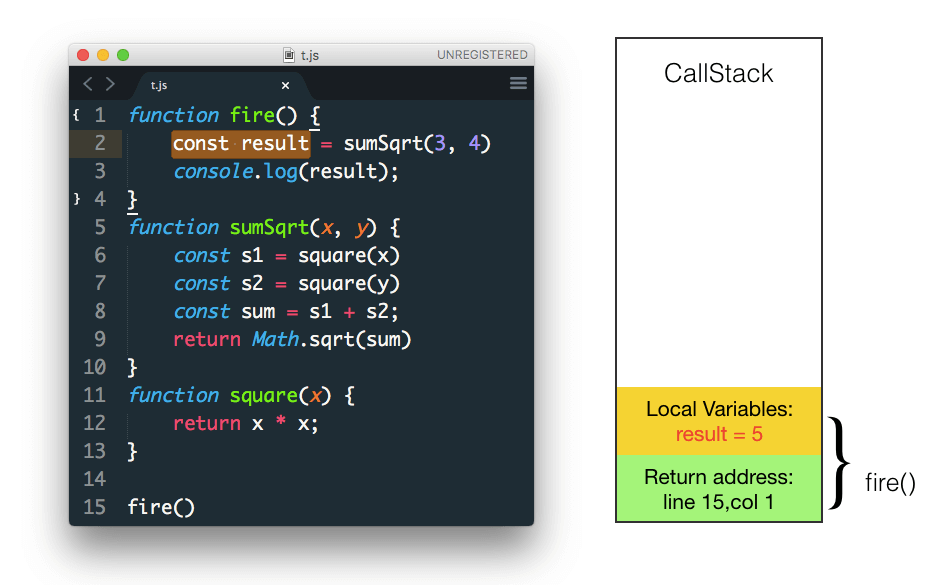 t.js
UNREGISTERED
t.js ×
{ 1 function fire() {
2 const result = sumSqrt(3, 4)
3 console.log(result);
} 4 }
5 function sumSqrt(x, y) {
6 const s1 = square(x)
7 const s2 = square(y)
8 const sum = s1 + s2;
9 return Math.sqrt(sum)
10 }
11 function square(x) {
12 return x * x;
13 }
14
15 fire()
CallStack
Local Variables:
result = 5
Return address:
line 15,col 1
fire()